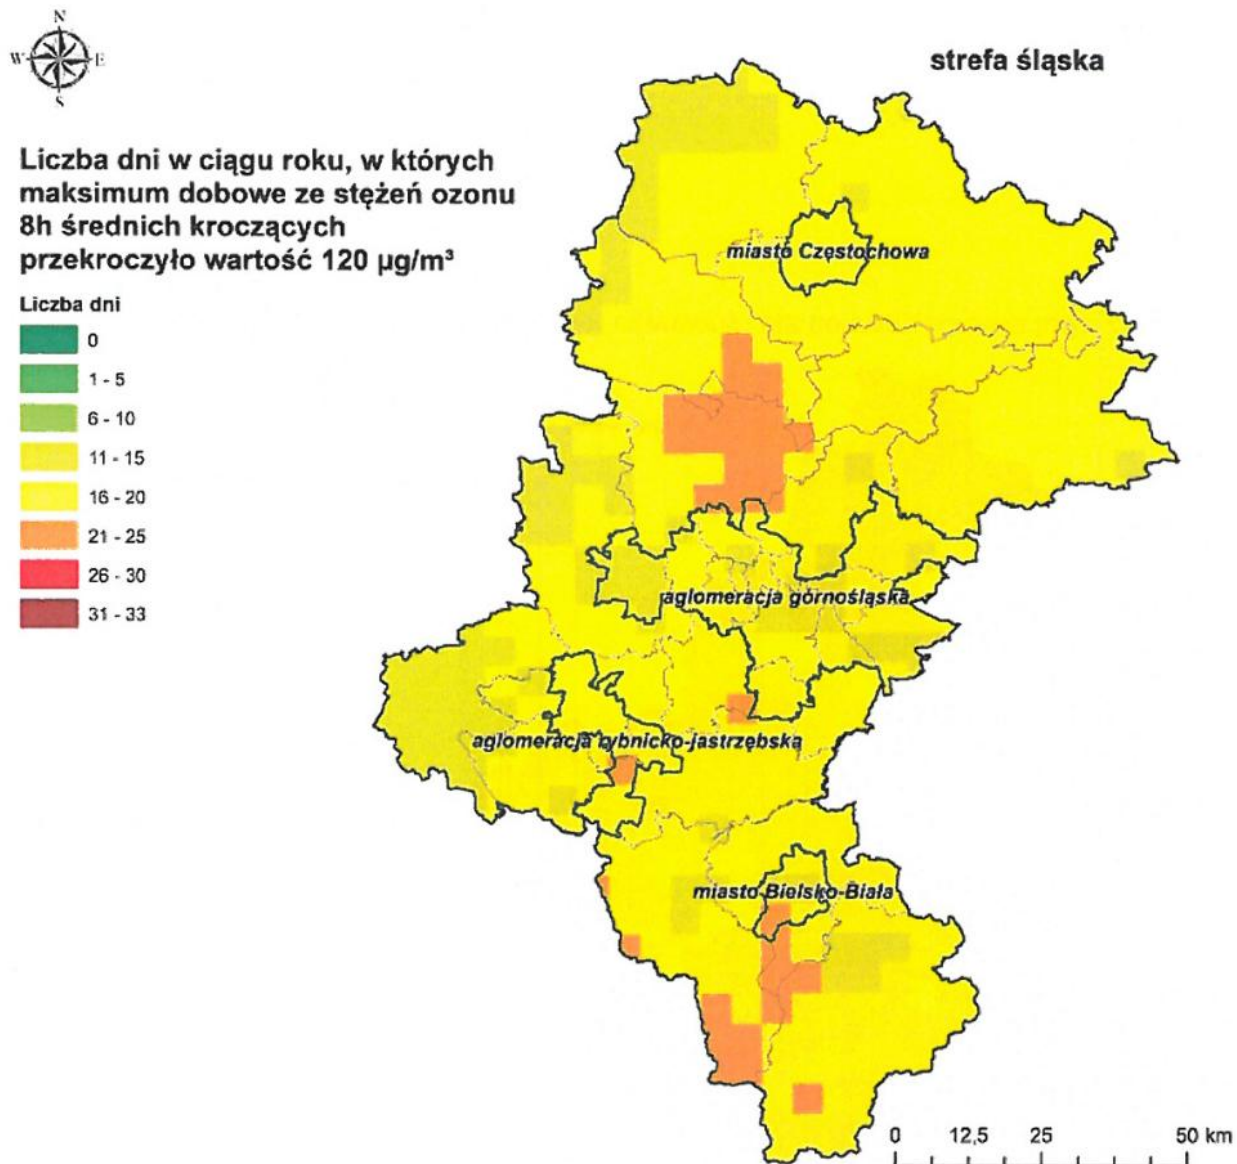 N
W E
S
strefa śląska
Liczba dni w ciągu roku, w których
maksimum dobowe ze stężeń ozonu
8h średnich kroczących
przekroczyło wartość 120 µg/m³
Liczba dni
0
1 - 5
6 - 10
11 - 15
16 - 20
21 - 25
26 - 30
31 - 33
miasto Częstochowa
aglomeracja górnośląska
aglomeracja rybnicko-jastrzębska
miasto Bielsko-Biała
0 12,5 25 50 km